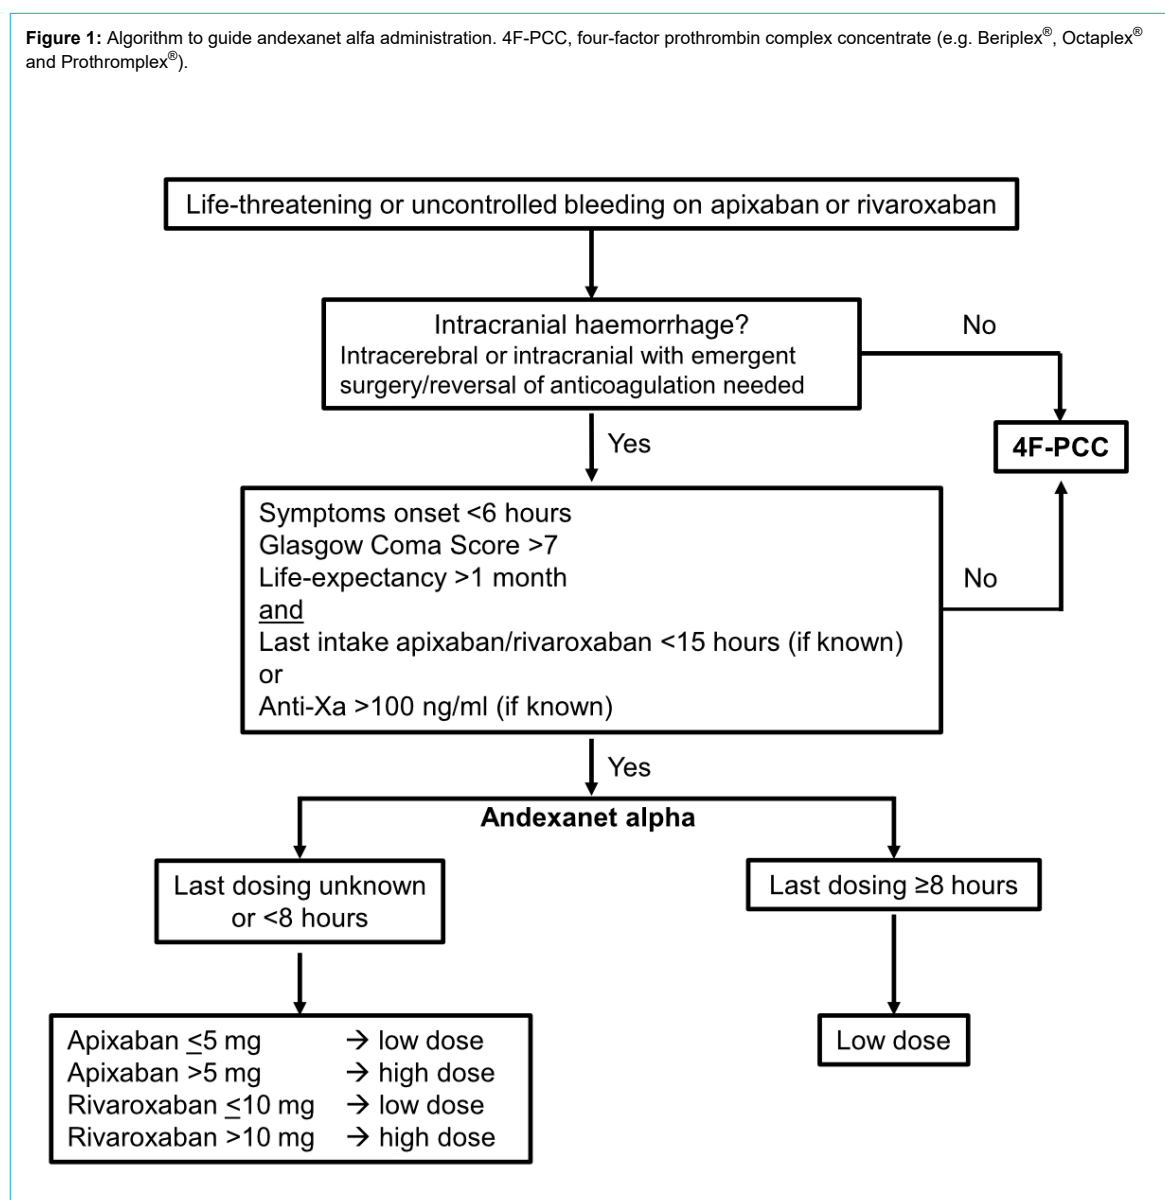 Figure 1: Algorithm to guide andexanet alfa administration. 4F-PCC, four-factor prothrombin complex concentrate (e.g. Beriplex®, Octaplex®
and Prothromplex®).
Life-threatening or uncontrolled bleeding on apixaban or rivaroxaban
Intracranial haemorrhage?
Intracerebral or intracranial with emergent
surgery/reversal of anticoagulation needed
No
Yes
4F-PCC
Symptoms onset <6 hours
Glasgow Coma Score >7
Life-expectancy >1 month
and
Last intake apixaban/rivaroxaban <15 hours (if known)
or
Anti-Xa >100 ng/ml (if known)
No
Yes
Andexanet alpha
Last dosing unknown
or <8 hours
Last dosing ≥8 hours
Apixaban ≤5 mg → low dose
Apixaban >5 mg → high dose
Rivaroxaban ≤10 mg → low dose
Rivaroxaban >10 mg → high dose
Low dose